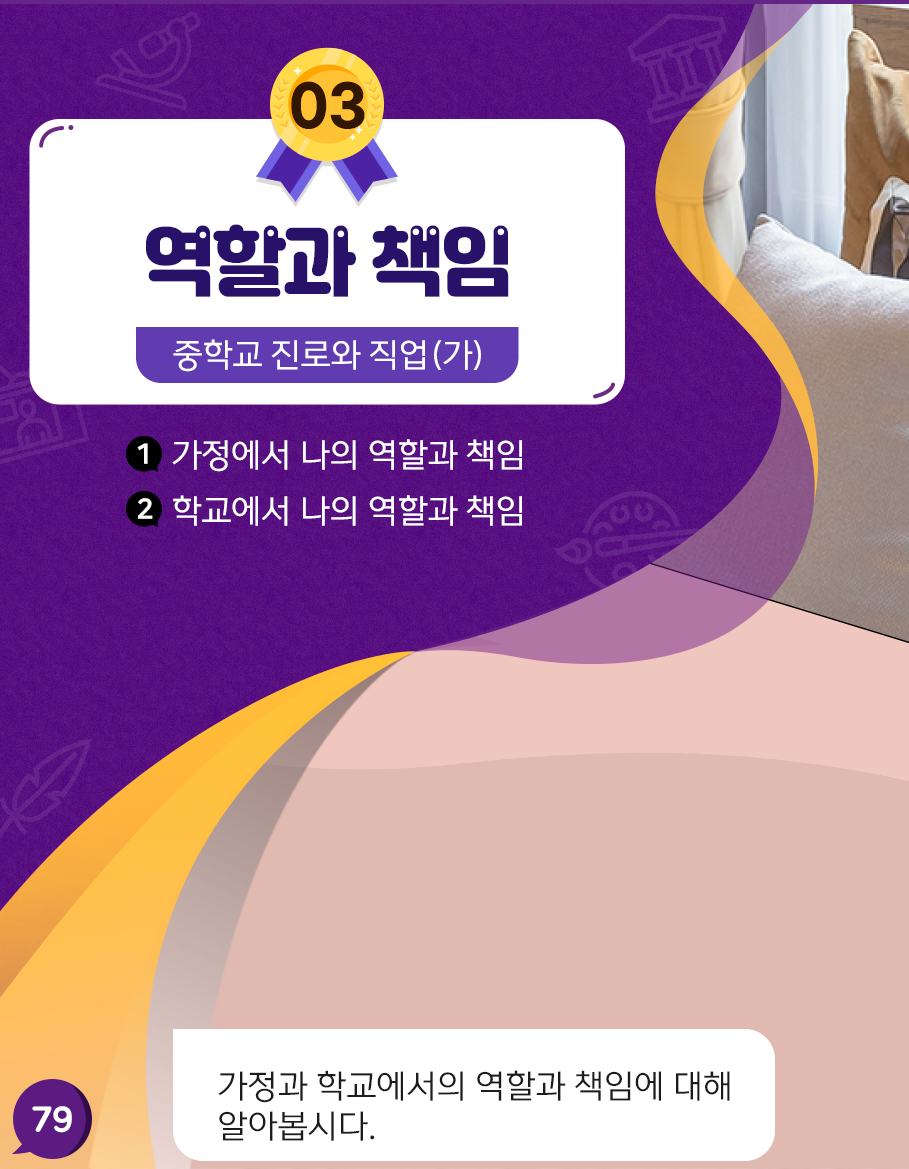 03
역할과 책임
중학교 진로와 직업(가)
1 가정에서 나의 역할과 책임
2 학교에서 나의 역할과 책임
가정과 학교에서의 역할과 책임에 대해
알아봅시다.
79